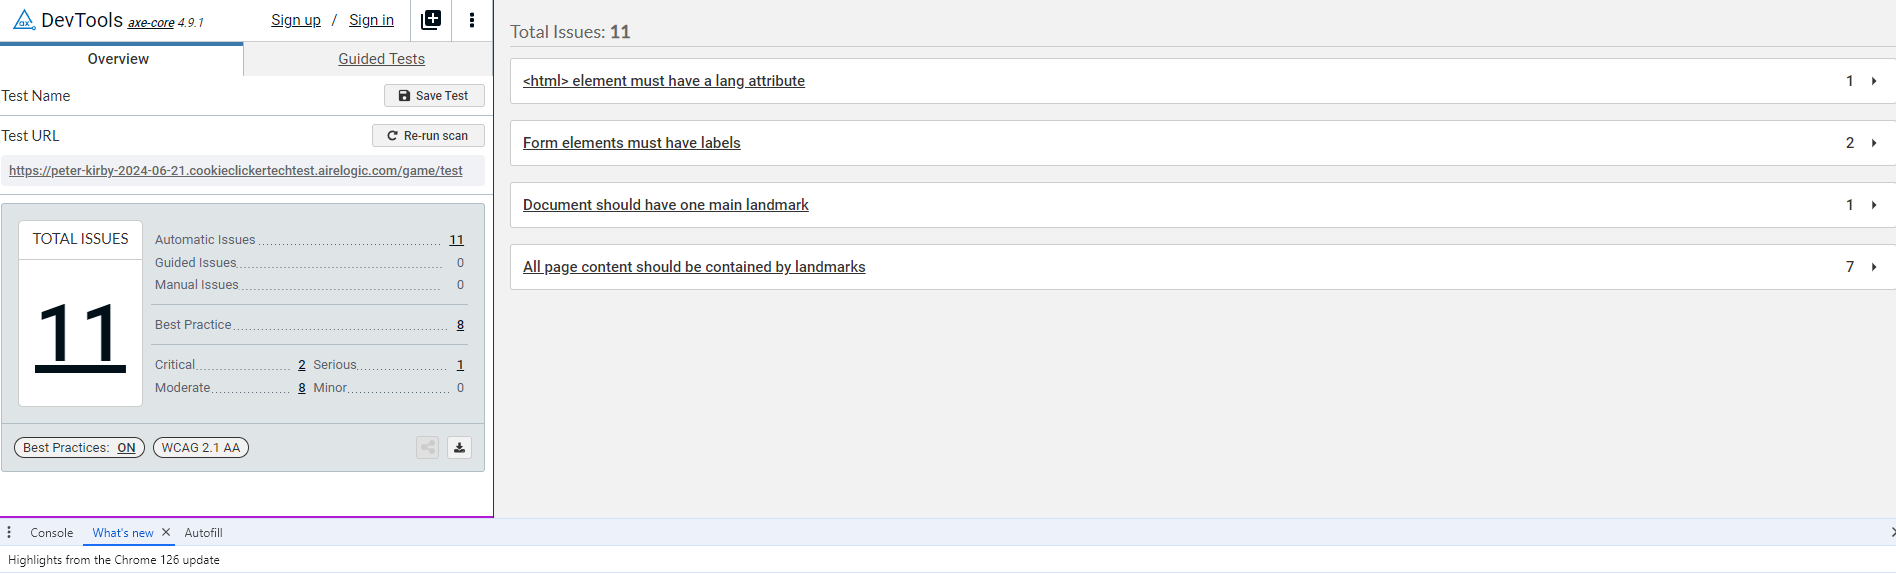 ax DevTools axe-core 4.9.1
Sign up / Sign in
Overview
Guided Tests
Test Name
Save Test
Test URL
Re-run scan
https://peter-kirby-2024-06-21.cookieclickertechtest.airelogic.com/game/test
TOTAL ISSUES
11
Automatic Issues 11
Guided Issues 0
Manual Issues 0
Best Practice 8
Critical 2 Serious 1
Moderate 8 Minor 0
Best Practices: ON
WCAG 2.1 AA
Total Issues: 11
<html> element must have a lang attribute 1
Form elements must have labels 2
Document should have one main landmark 1
All page content should be contained by landmarks 7
Console
What's new
Autofill
Highlights from the Chrome 126 update